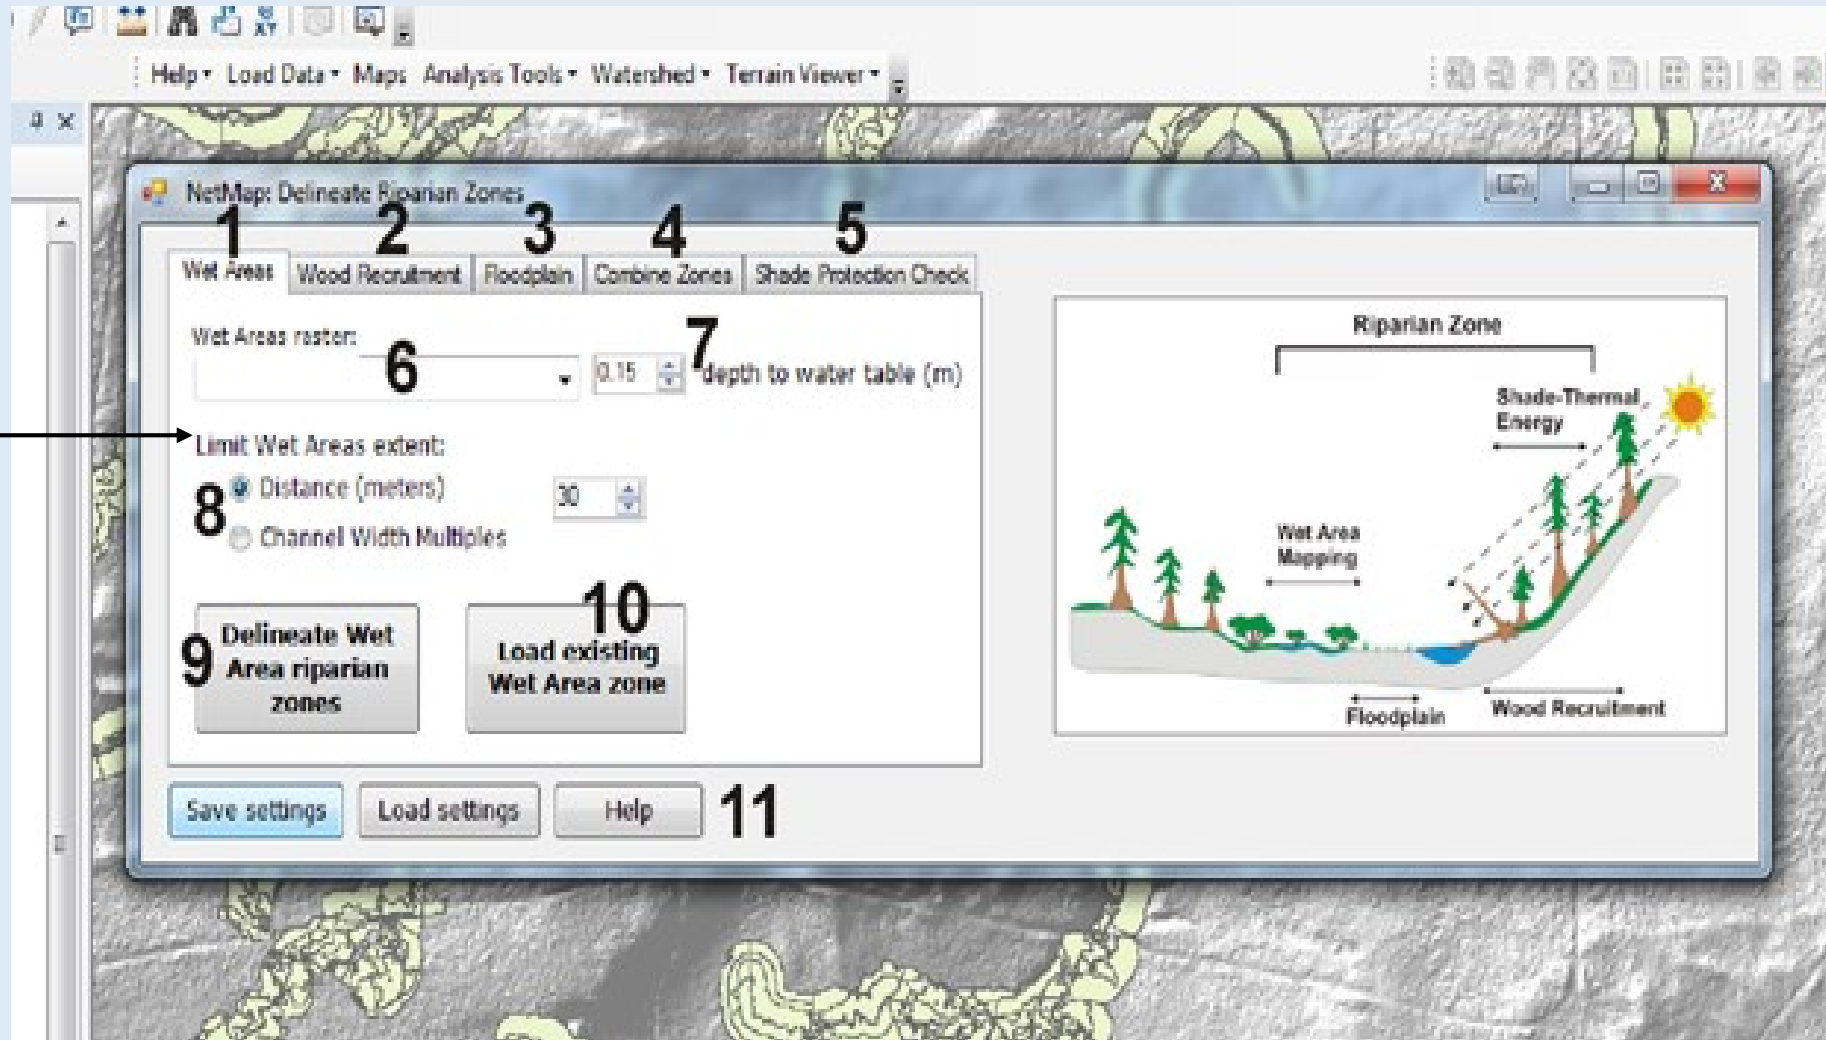 Help Load Data Maps Analysis Tools Watershed Terrain Viewer
NetMap: Delineate Riparian Zones
1 2 3 4 5
Wet Areas Wood Recruitment Floodplain Combine Zones Shade Protection Check
Wet Areas raster:
6 0.15 7 depth to water table (m)
Limit Wet Areas extent:
8 Distance (meters) 30
Channel Width Multiples
9 Delineate Wet
Area riparian
zones
10
Load existing
Wet Area zone
Save settings Load settings Help 11
Riparian Zone
Shade-Thermal
Energy
Wet Area
Mapping
Floodplain
Wood Recruitment